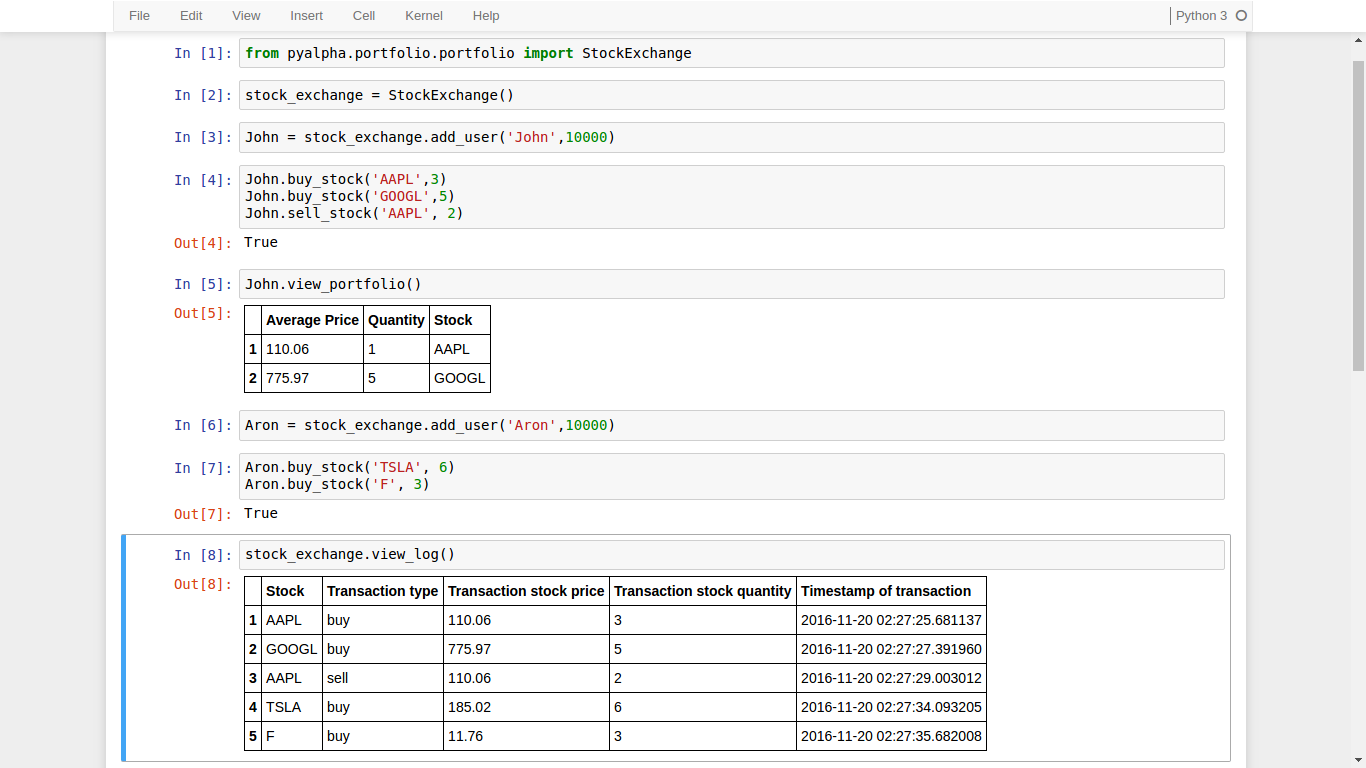 File Edit View Insert Cell Kernel Help Python 3
In [1]: from pyalpha.portfolio.portfolio import StockExchange
In [2]: stock_exchange = StockExchange()
In [3]: John = stock_exchange.add_user('John',10000)
In [4]: John.buy_stock('AAPL',3)
John.buy_stock('GOOGL',5)
John.sell_stock('AAPL', 2)
Out[4]: True
In [5]: John.view_portfolio()
Out[5]:
Average Price Quantity Stock
1 110.06 1 AAPL
2 775.97 5 GOOGL
In [6]: Aron = stock_exchange.add_user('Aron',10000)
In [7]: Aron.buy_stock('TSLA', 6)
Aron.buy_stock('F', 3)
Out[7]: True
In [8]: stock_exchange.view_log()
Out[8]:
Stock Transaction type Transaction stock price Transaction stock quantity Timestamp of transaction
1 AAPL buy 110.06 3 2016-11-20 02:27:25.681137
2 GOOGL buy 775.97 5 2016-11-20 02:27:27.391960
3 AAPL sell 110.06 2 2016-11-20 02:27:29.003012
4 TSLA buy 185.02 6 2016-11-20 02:27:34.093205
5 F buy 11.76 3 2016-11-20 02:27:35.682008